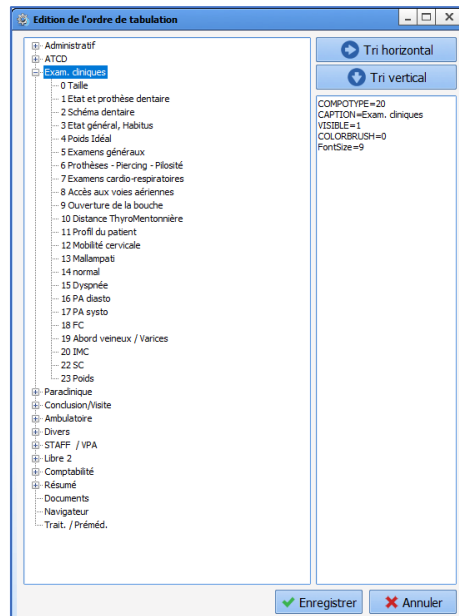 Edition de l'ordre de tabulation
Administratif
ATCD
Exam. cliniques
0 Taille
1 Etat et prothèse dentaire
2 Schéma dentaire
3 Etat général, Habitus
4 Poids Idéal
5 Examens généraux
6 Prothèses - Piercing - Pilosité
7 Examens cardio-respiratoires
8 Accès aux voies aériennes
9 Ouverture de la bouche
10 Distance ThyroMentonnière
11 Profil du patient
12 Mobilité cervicale
13 Mallampati
14 normal
15 Dyspnée
16 PA diasto
17 PA systo
18 FC
19 Abord veineux / Varices
20 IMC
22 SC
23 Poids
Paraclinique
Conclusion/Visite
Ambulatoire
Divers
STAFF / VPA
Libre 2
Comptabilité
Résumé
Documents
Navigateur
Trait. / Préméd.
Tri horizontal
Tri vertical
COMPOTYPE=20
CAPTION=Exam. cliniques
VISIBLE=1
COLORBRUSH=0
FontSize=9
Enregistrer
Annuler